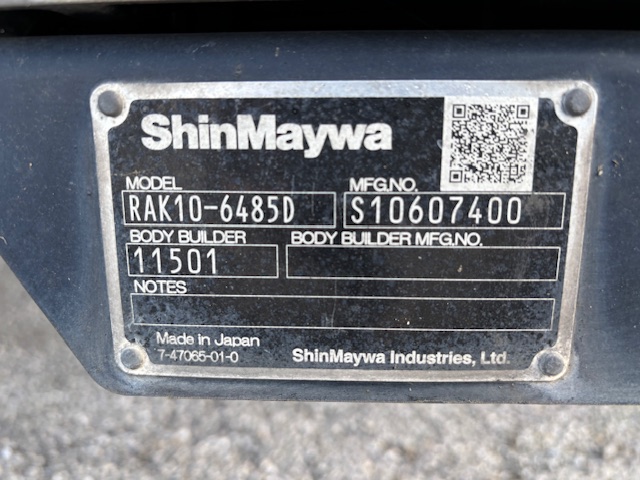 ShinMaywa
MODEL MFG.NO.
RAK10-6485D S10607400
BODY BUILDER BODY BUILDER MFG.NO.
11501
NOTES
Made in Japan
7-47065-01-0 ShinMaywa Industries, Ltd.